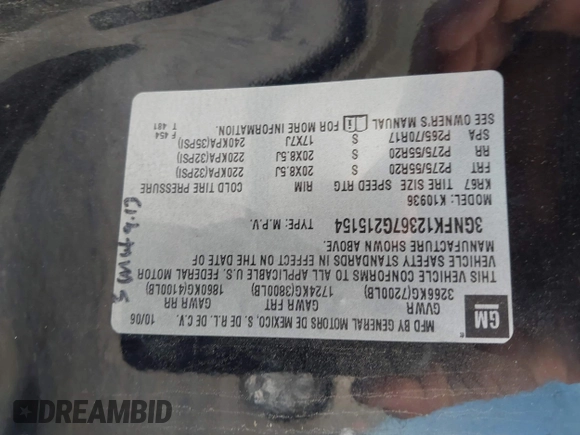 GM
MFD BY GENERAL MOTORS DE MEXICO, S. DE R.L. DE C.V.
10/06
GVWR GAWR FRT GAWR RR
3266KG(7200LB) 1724KG(3800LB) 1860KG(4100LB)
THIS VEHICLE CONFORMS TO ALL APPLICABLE U.S. FEDERAL MOTOR
VEHICLE SAFETY STANDARDS IN EFFECT ON THE DATE OF
MANUFACTURE SHOWN ABOVE.
3GNFK12367G215154 TYPE: M.P.V.
MODEL: K10936
KR67 TIRE SIZE SPEED RTG RIM COLD TIRE PRESSURE
FRT P275/55R20 S 20X8.5J 220KPA(32PSI)
RR P275/55R20 S 20X8.5J 220KPA(32PSI)
SPA P265/70R17 S 17X7J 240KPA(35PSI)
SEE OWNER'S MANUAL FOR MORE INFORMATION.
F 454
T 481
DREAMBID